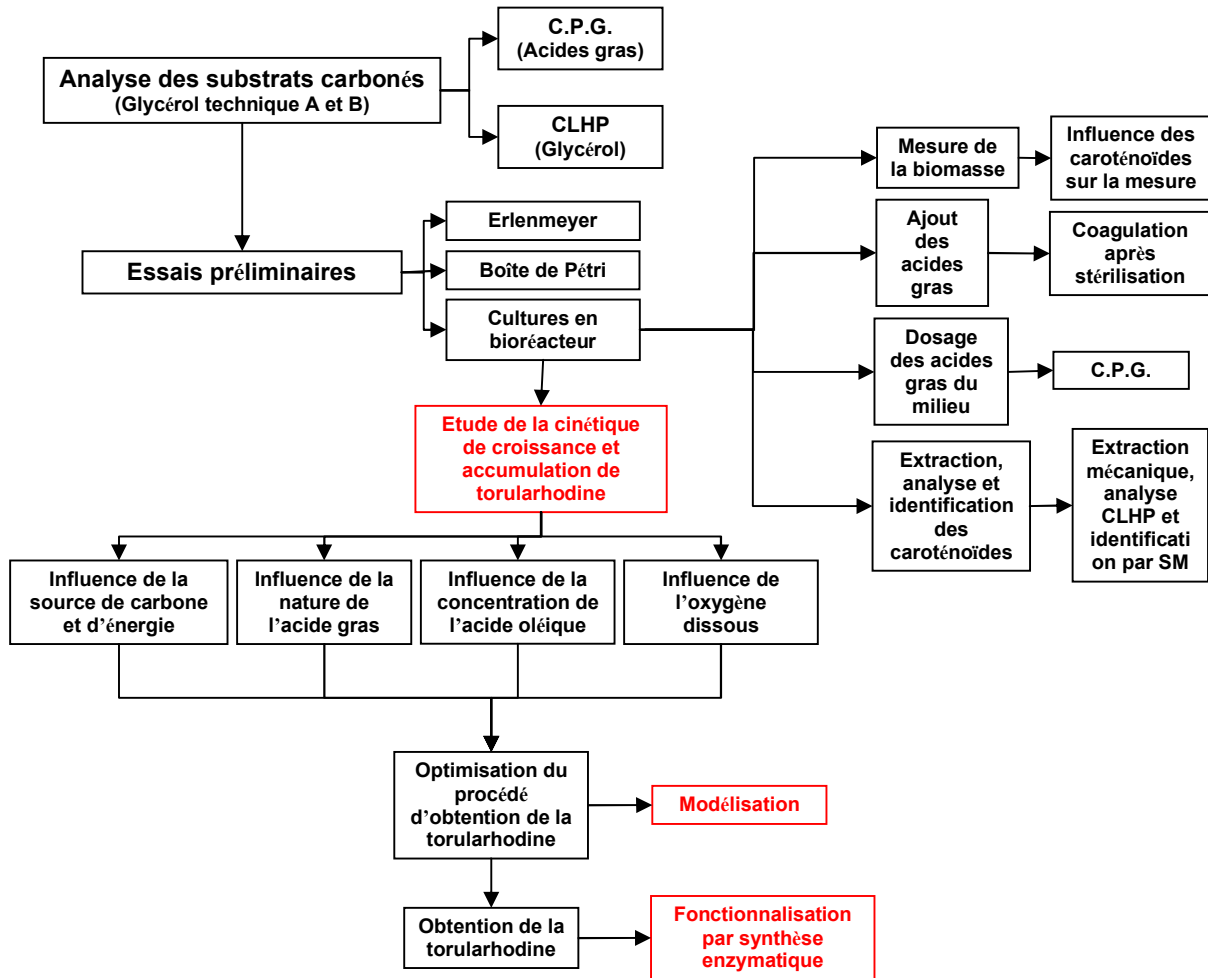 C.P.G.
(Acides gras)
Analyse des substrats carbonés
(Glycérol technique A et B)
CLHP
(Glycérol)
Mesure de
la biomasse
Influence des
caroténoïdes
sur la mesure
Erlenmeyer
Ajout
des
acides
gras
Coagulation
après
stérilisation
Essais préliminaires
Boîte de Pétri
Cultures en
bioréacteur
Dosage
des acides
gras du
milieu
C.P.G.
Etude de la cinétique
de croissance et
accumulation de
torularhodine
Extraction,
analyse et
identification
des
caroténoïdes
Extraction
mécanique,
analyse
CLHP et
identificati
on par SM
Influence de la
source de carbone
et d’énergie
Influence de la
nature de
l’acide gras
Influence de la
concentration de
l’acide oléique
Influence de
l’oxygène
dissous
Optimisation du
procédé
d’obtention de la
torularhodine
Modélisation
Obtention de la
torularhodine
Fonctionnalisation
par synthèse
enzymatique